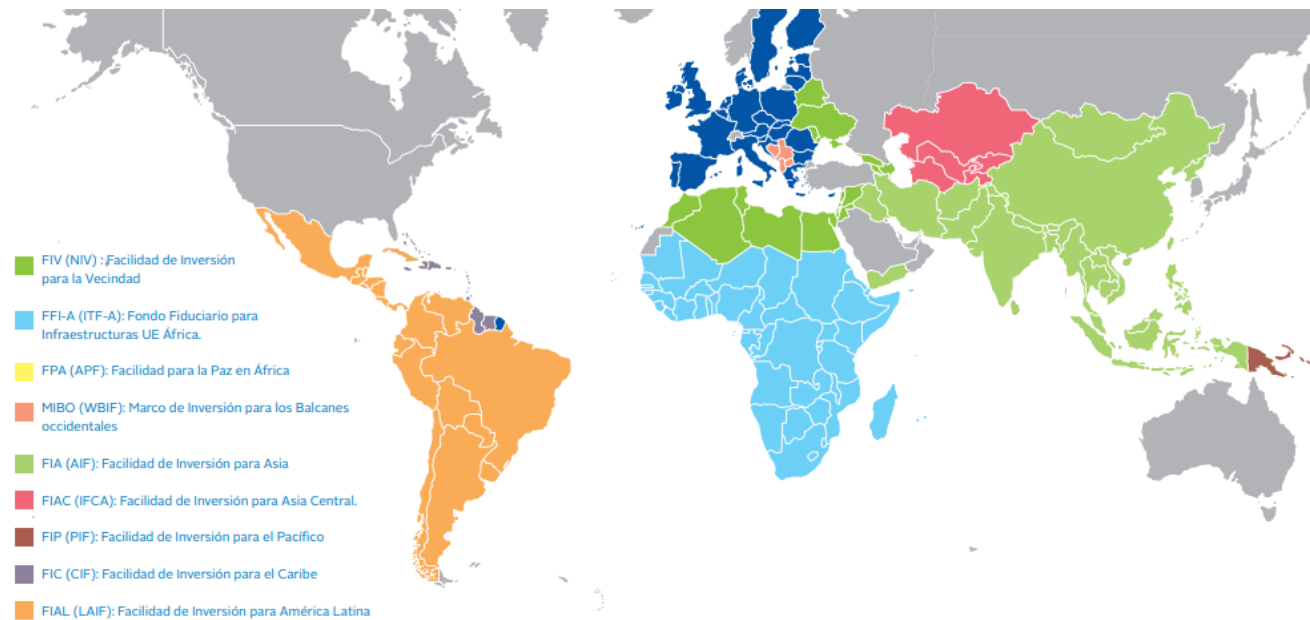 FIV (NIV) : Facilidad de Inversión
para la Vecindad
FFI-A (ITF-A): Fondo Fiduciario para
Infraestructuras UE África.
FPA (APF): Facilidad para la Paz en África
MIBO (WBIF): Marco de Inversión para los Balcanes
occidentales
FIA (AIF): Facilidad de Inversión para Asia
FIAC (IFCA): Facilidad de Inversión para Asia Central.
FIP (PIF): Facilidad de Inversión para el Pacífico
FIC (CIF): Facilidad de Inversión para el Caribe
FIAL (LAIF): Facilidad de Inversión para América Latina